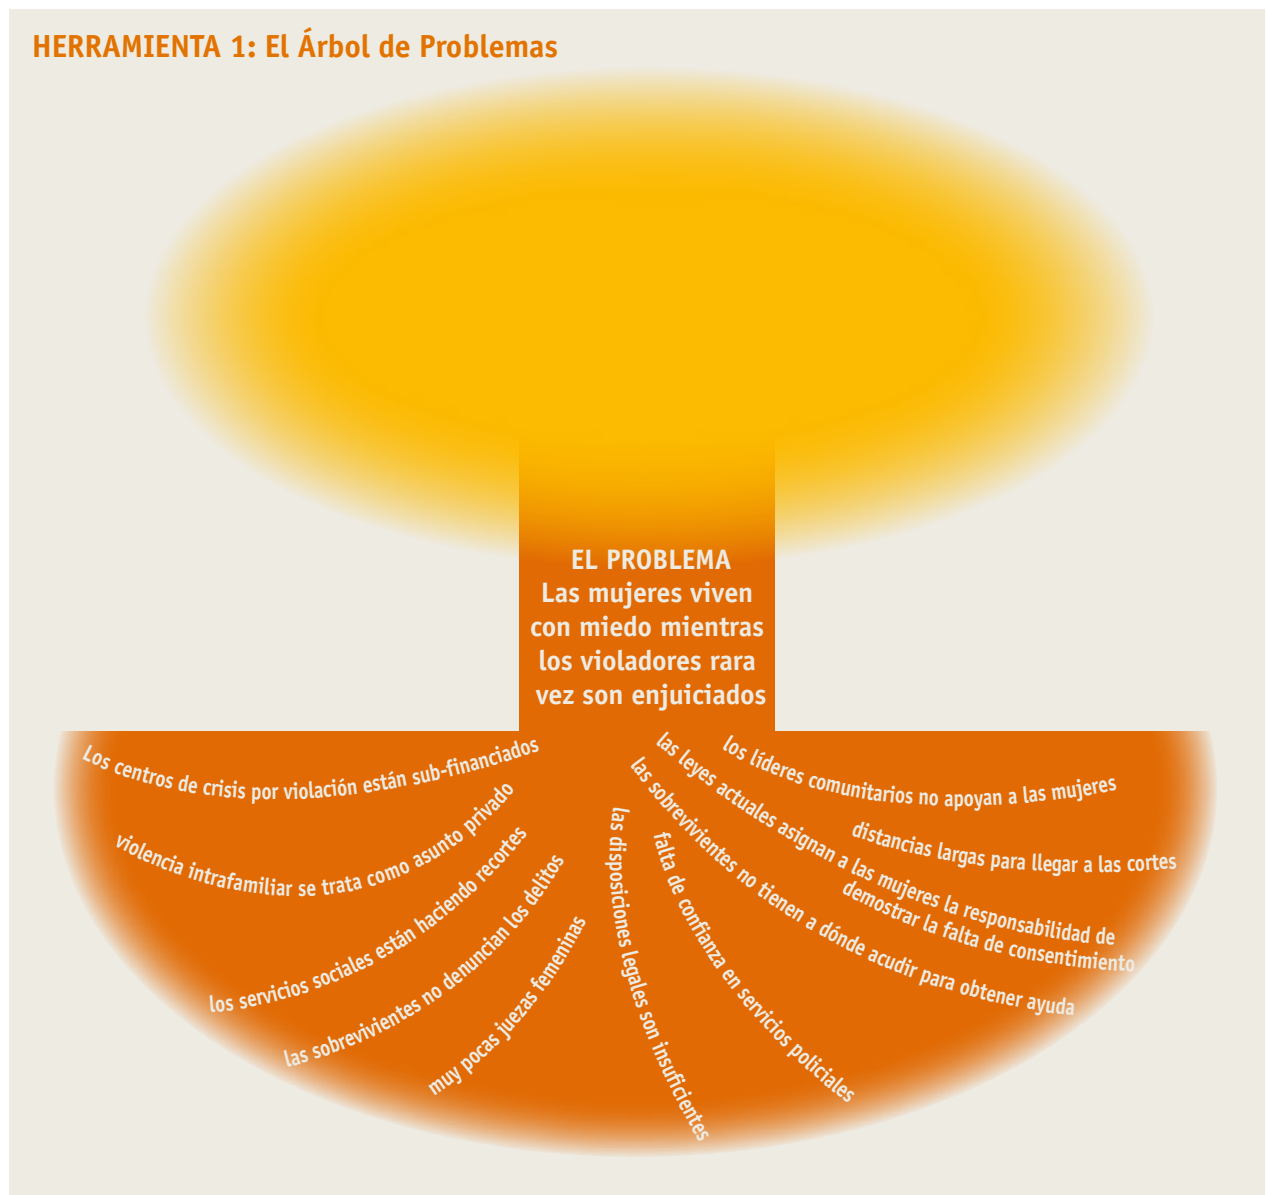 HERRAMIENTA 1: El Árbol de Problemas
EL PROBLEMA
Las mujeres viven
con miedo mientras
los violadores rara
vez son enjuiciados
Los centros de crisis por violación están sub-financiados
violencia intrafamiliar se trata como asunto privado
los servicios sociales están haciendo recortes
las sobrevivientes no denuncian los delitos
muy pocas juezas femeninas
las disposiciones legales son insuficientes
falta de confianza en servicios policiales
las sobrevivientes no tienen a dónde acudir para obtener ayuda
las leyes actuales asignan a las mujeres la responsabilidad de
demostrar la falta de consentimiento
distancias largas para llegar a las cortes
los líderes comunitarios no apoyan a las mujeres